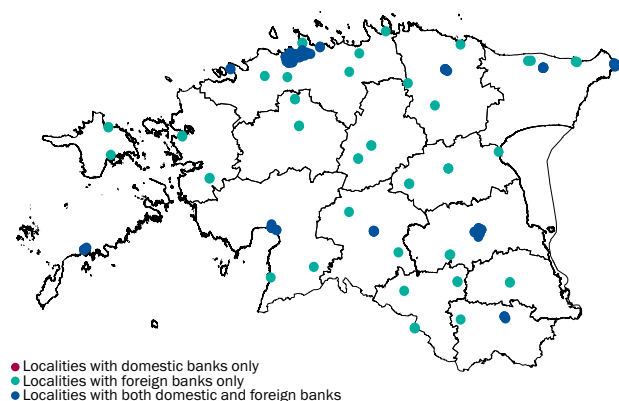 Localities with domestic banks only
Localities with foreign banks only
Localities with both domestic and foreign banks